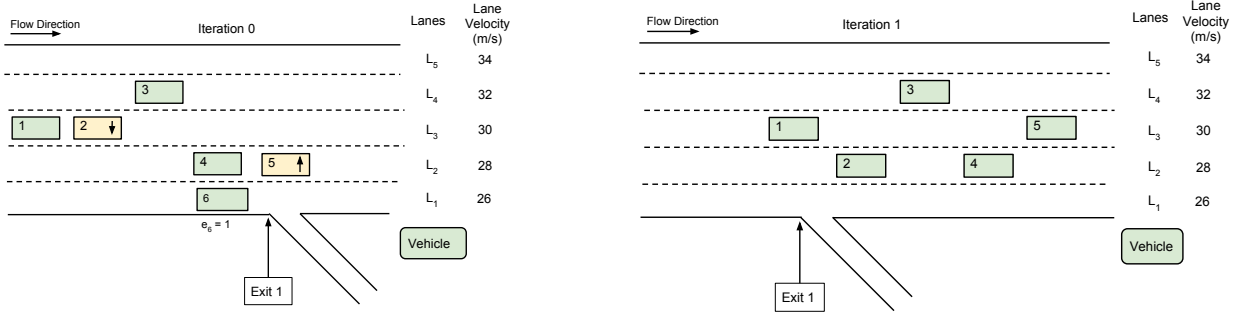 Flow Direction
Iteration 0
Lanes
Lane Velocity (m/s)
L5 34
3
L4 32
1 2
L3 30
4 5
L2 28
6
L1 26
e6 = 1
Vehicle
Exit 1
Flow Direction
Iteration 1
Lanes
Lane Velocity (m/s)
L5 34
3
L4 32
1 5
L3 30
2 4
L2 28
L1 26
Vehicle
Exit 1